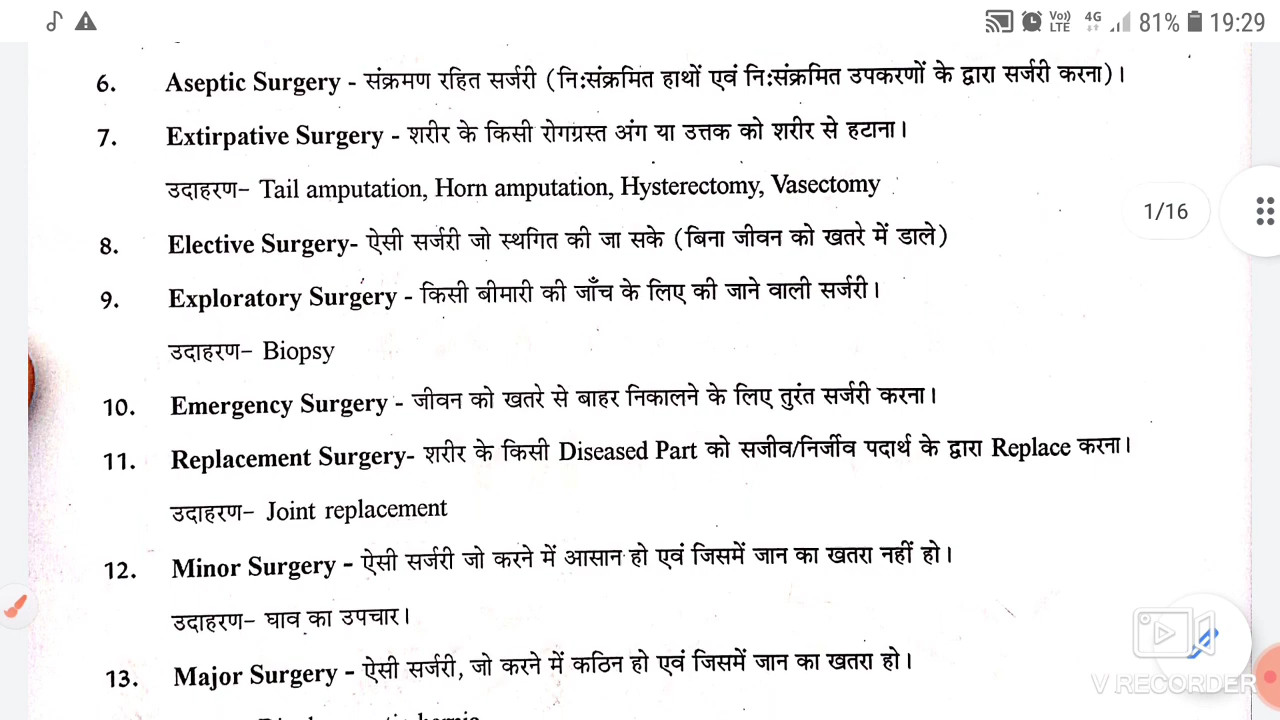 81% 19:29
6. Aseptic Surgery - संक्रमण रहित सर्जरी (निःसंक्रमित हाथों एवं निःसंक्रमित उपकरणों के द्वारा सर्जरी करना)।
7. Extirpative Surgery - शरीर के किसी रोगग्रस्त अंग या उत्तक को शरीर से हटाना।
उदाहरण– Tail amputation, Horn amputation, Hysterectomy, Vasectomy
1/16
8. Elective Surgery- ऐसी सर्जरी जो स्थगित की जा सके (बिना जीवन को खतरे में डाले)
9. Exploratory Surgery - किसी बीमारी की जाँच के लिए की जाने वाली सर्जरी।
उदाहरण– Biopsy
10. Emergency Surgery - जीवन को खतरे से बाहर निकालने के लिए तुरंत सर्जरी करना।
11. Replacement Surgery- शरीर के किसी Diseased Part को सजीव/निर्जीव पदार्थ के द्वारा Replace करना।
उदाहरण– Joint replacement
12. Minor Surgery - ऐसी सर्जरी जो करने में आसान हो एवं जिसमें जान का खतरा नहीं हो।
उदाहरण– घाव का उपचार।
13. Major Surgery - ऐसी सर्जरी, जो करने में कठिन हो एवं जिसमें जान का खतरा हो।
V RECORDER